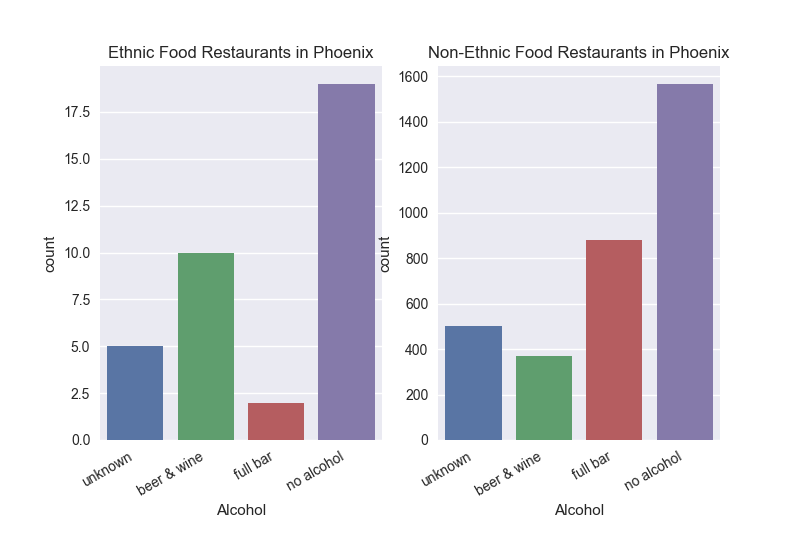 Ethnic Food Restaurants in Phoenix
17.5
15.0
12.5
10.0
7.5
5.0
2.5
0.0
count
unknown
beer & wine
full bar
no alcohol
Alcohol
Non-Ethnic Food Restaurants in Phoenix
1600
1400
1200
1000
800
600
400
200
0
count
unknown
beer & wine
full bar
no alcohol
Alcohol